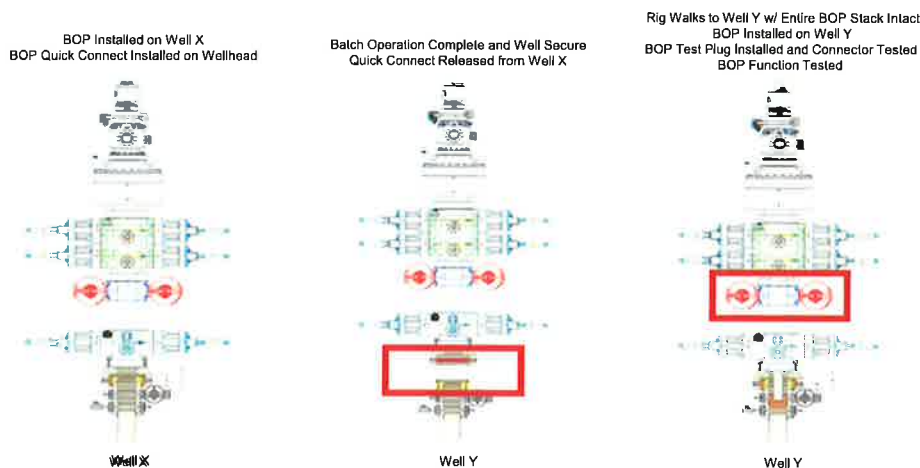 BOP Installed on Well X
BOP Quick Connect Installed on Wellhead
Batch Operation Complete and Well Secure
Quick Connect Released from Well X
Rig Walks to Well Y w/ Entire BOP Stack Intact
BOP Installed on Well Y
BOP Test Plug Installed and Connector Tested
BOP Function Tested
Well X
Well Y
Well Y